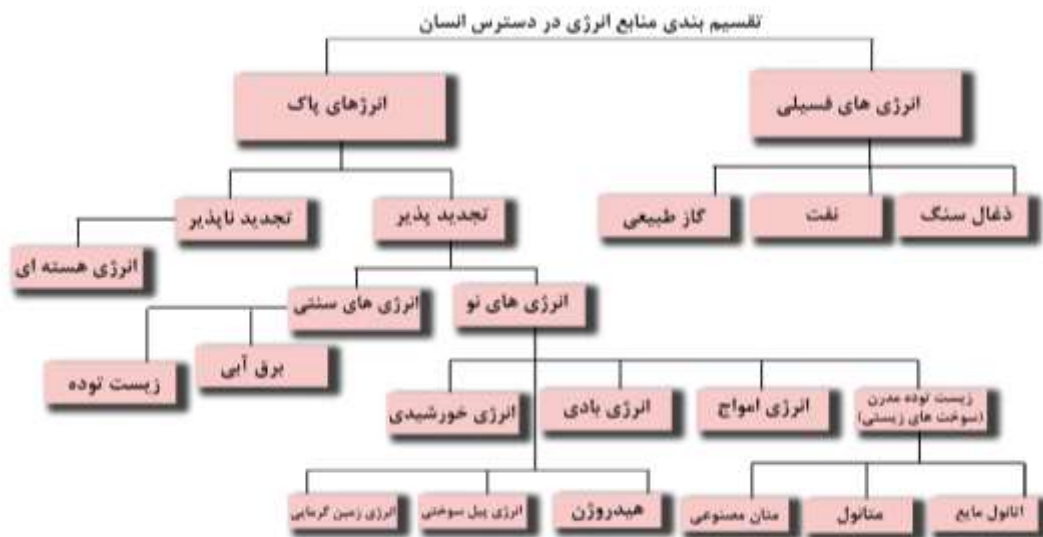 تقسیم بندی منابع انرژی در دسترس انسان
انرژی های فسیلی
انرژهای پاک
ذغال سنگ
نفت
گاز طبیعی
تجدید پذیر
تجدید ناپذیر
انرژی هسته ای
انرژی های نو
انرژی های سنتی
برق آبی
زیست توده
زیست توده مدرن
(سوخت های زیستی)
انرژی امواج
انرژی بادی
انرژی خورشیدی
اتانول مایع
متانول
متان مصنوعی
هیدروژن
انرژی پیل سوختی
انرژی زمین گرمایی